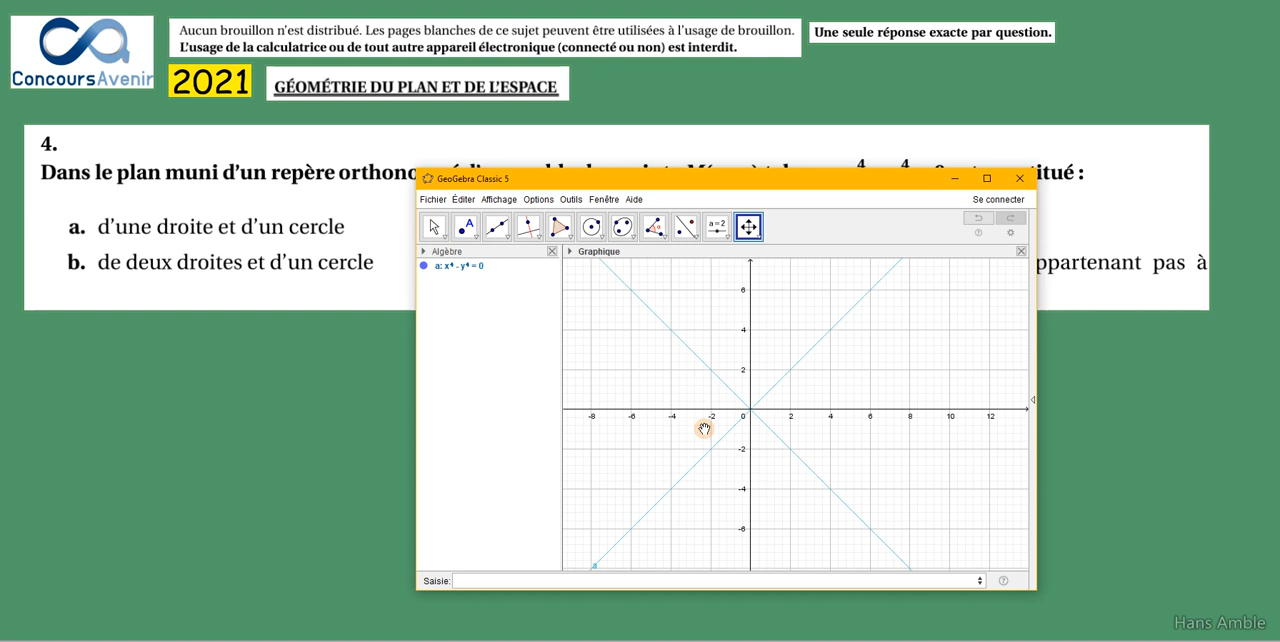 Aucun brouillon n'est distribué. Les pages blanches de ce sujet peuvent être utilisées à l'usage de brouillon.
L'usage de la calculatrice ou de tout autre appareil électronique (connecté ou non) est interdit.
Une seule réponse exacte par question.
ConcoursAvenir
2021
GÉOMÉTRIE DU PLAN ET DE L'ESPACE
4.
Dans le plan muni d'un repère orthono
itué :
a. d'une droite et d'un cercle
b. de deux droites et d'un cercle
ppartenant pas à
GeoGebra Classic 5
Fichier Éditer Affichage Options Outils Fenêtre Aide
Se connecter
A
a=2
Algèbre
Graphique
a: x⁴ - y⁴ = 0
6
4
2
-8 -6 -4 -2 0 2 4 6 8 10 12
-2
-4
-6
a
Saisie:
Hans Amble